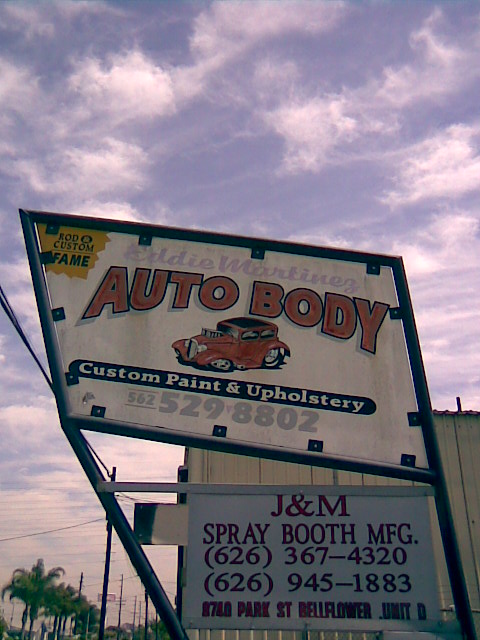 ROD & CUSTOM
FAME
Eddie Martinez
AUTO BODY
Custom Paint & Upholstery
562 529-8802
J&M
SPRAY BOOTH MFG.
(626) 367-4320
(626) 945-1883
8740 PARK ST BELLFLOWER .UNIT D